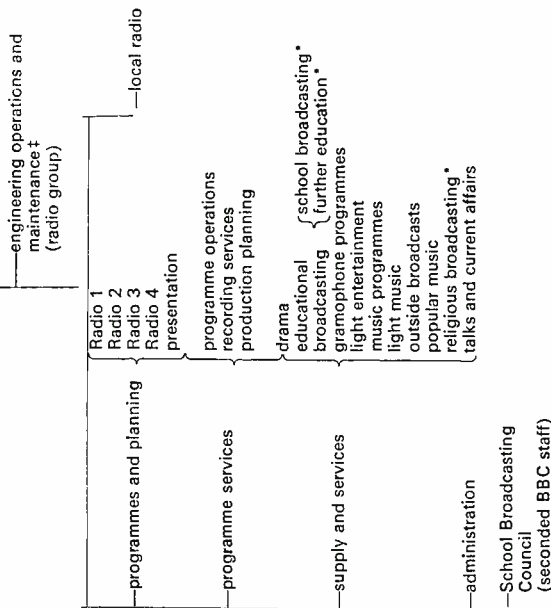 engineering operations and
maintenance‡
(radio group)
local radio
programmes and planning
Radio 1
Radio 2
Radio 3
Radio 4
presentation
programme services
programme operations
recording services
production planning
supply and services
drama
educational
broadcasting
school broadcasting*
further education*
gramophone programmes
light entertainment
music programmes
light music
outside broadcasts
popular music
religious broadcasting*
talks and current affairs
administration
School Broadcasting
Council
(seconded BBC staff)